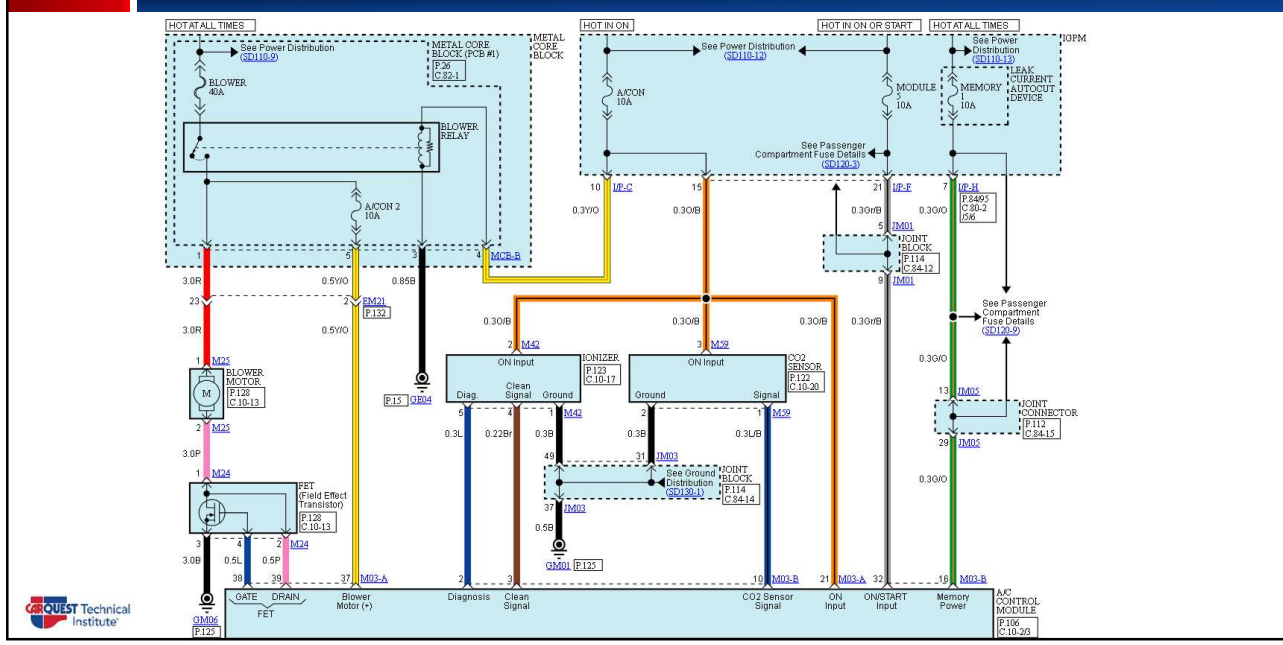 HOT AT ALL TIMES
HOT IN ON
HOT IN ON OR START
HOT AT ALL TIMES
See Power Distribution
(SD110-9)
METAL CORE
BLOCK (PCB #1)
P.26
C.82-1
METAL
CORE
BLOCK
BLOWER
40A
BLOWER
RELAY
A/CON 2
10A
See Power Distribution
(SD110-12)
A/CON
10A
MODULE
5
10A
See Power
Distribution
(SD110-13)
IGPM
LEAK
CURRENT
AUTOCUT
DEVICE
MEMORY
1
10A
See Passenger
Compartment Fuse Details
(SD120-3)
1
5
3
4 MCB-B
10 I/P-C
15
21 I/P-F
7 I/P-H
P.84/95
C.80-2
/5/6
0.3Y/O
0.3O/B
0.3Gr/B
0.3G/O
5 JM01
JOINT
BLOCK
P.114
C.84-12
9 JM01
3.0R
0.5Y/O
0.85B
23
2 EM21
P.132
3.0R
0.5Y/O
0.3O/B
0.3O/B
0.3O/B
0.3Gr/B
See Passenger
Compartment
Fuse Details
(SD120-9)
0.3G/O
1 M25
BLOWER
MOTOR
P.128
C.10-13
M
2 M25
P.15 GE04
2 M42
ON Input
IONIZER
P.123
C.10-17
Diag.
Clean
Signal
Ground
5
4
1 M42
3 M59
ON Input
CO2
SENSOR
P.122
C.10-20
Ground
Signal
2
1 M59
13 JM05
JOINT
CONNECTOR
P.112
C.84-15
29 JM05
3.0P
0.3L
0.22Br
0.3B
0.3B
0.3L/B
49
31 JM03
See Ground
Distribution
(SD130-1)
JOINT
BLOCK
P.114
C.84-14
37 JM03
0.3G/O
1 M24
FET
(Field Effect
Transistor)
P.128
C.10-13
3
4
2 M24
0.5B
3.0B
0.5L
0.5P
GM01 P.125
38
39
37 M03-A
2
3
10 M03-B
21 M03-A
32
16 M03-B
GATE
DRAIN
FET
Blower
Motor (+)
Diagnosis
Clean
Signal
CO2 Sensor
Signal
ON
Input
ON/START
Input
Memory
Power
A/C
CONTROL
MODULE
P.106
C.10-2/3
GM06
P.125
CARQUEST Technical
Institute